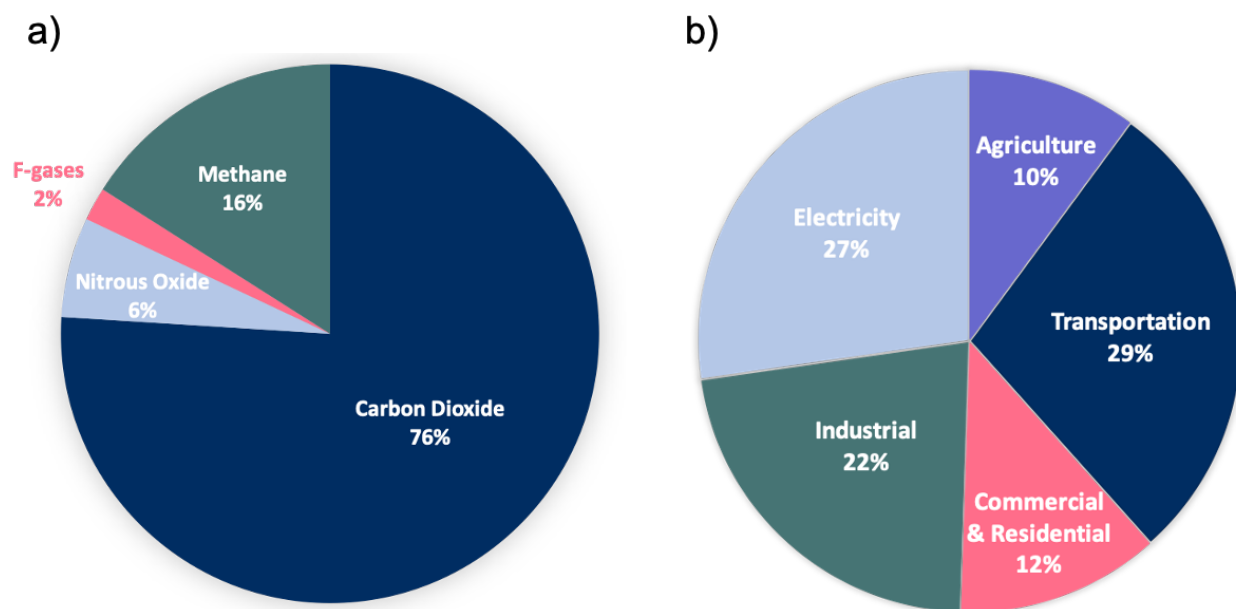 a)
F-gases
2%
Methane
16%
Nitrous Oxide
6%
Carbon Dioxide
76%
b)
Agriculture
10%
Electricity
27%
Transportation
29%
Industrial
22%
Commercial
& Residential
12%